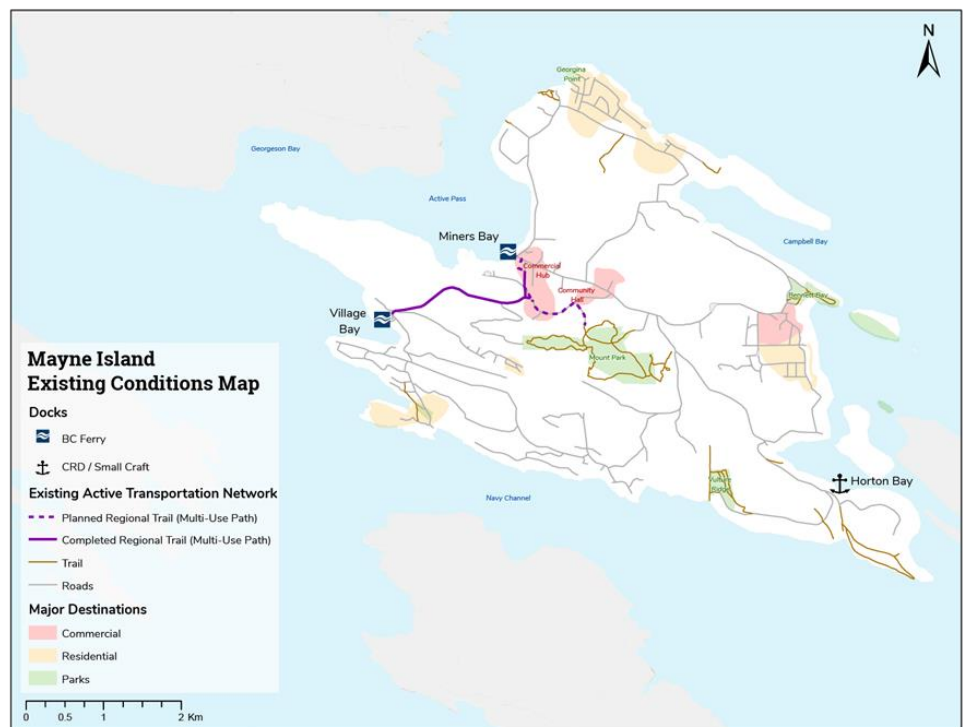 N
Georgina
Point
Georgeson Bay
Active Pass
Miners Bay
Campbell Bay
Commercial
Hub
Community
Hall
Bennett Bay
Village
Bay
Mount Park
Mayne Island
Existing Conditions Map
Docks
BC Ferry
CRD / Small Craft
Existing Active Transportation Network
Planned Regional Trail (Multi-Use Path)
Completed Regional Trail (Multi-Use Path)
Trail
Roads
Major Destinations
Commercial
Residential
Parks
Vulture
Ridge
Horton Bay
Navy Channel
0 0.5 1 2 Km